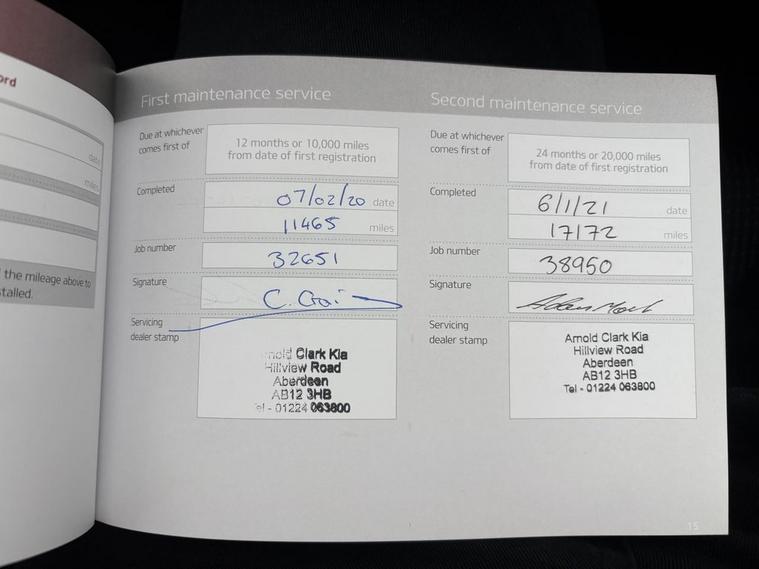 ord
date
miles
the mileage above to
stalled.
First maintenance service
Due at whichever
comes first of
12 months or 10,000 miles
from date of first registration
Completed
07/02/20 date
11465 miles
Job number
32651
Signature
Servicing
dealer stamp
Arnold Clark Kia
Hillview Road
Aberdeen
AB12 3HB
Tel - 01224 063800
Second maintenance service
Due at whichever
comes first of
24 months or 20,000 miles
from date of first registration
Completed
6/1/21 date
17172 miles
Job number
38950
Signature
Servicing
dealer stamp
Arnold Clark Kia
Hillview Road
Aberdeen
AB12 3HB
Tel - 01224 063800
15